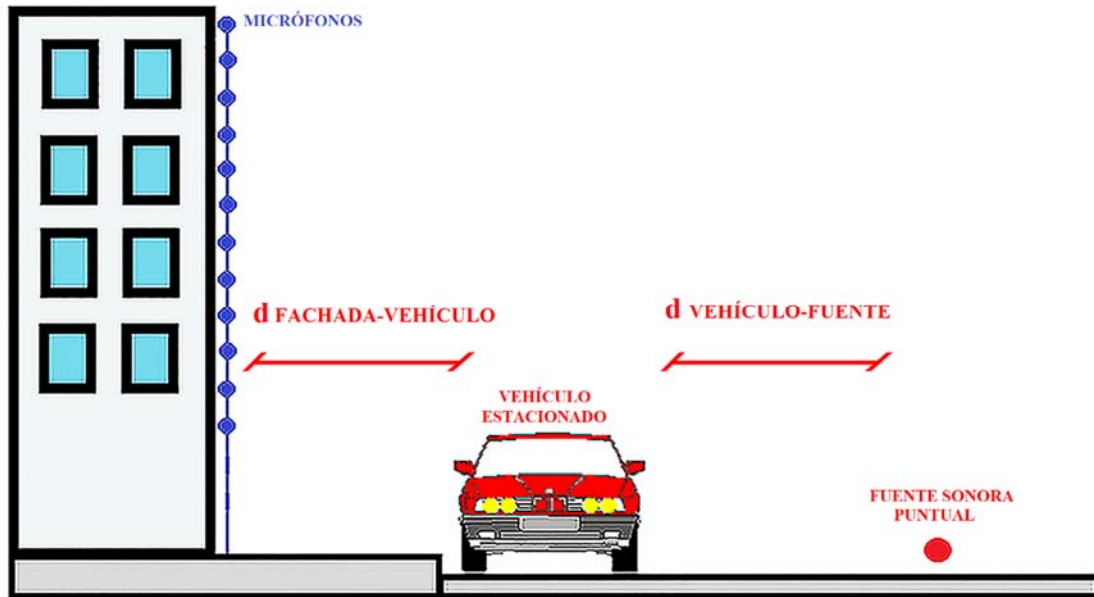 MICRÓFONOS
d FACHADA-VEHÍCULO
d VEHÍCULO-FUENTE
VEHÍCULO
ESTACIONADO
FUENTE SONORA
PUNTUAL